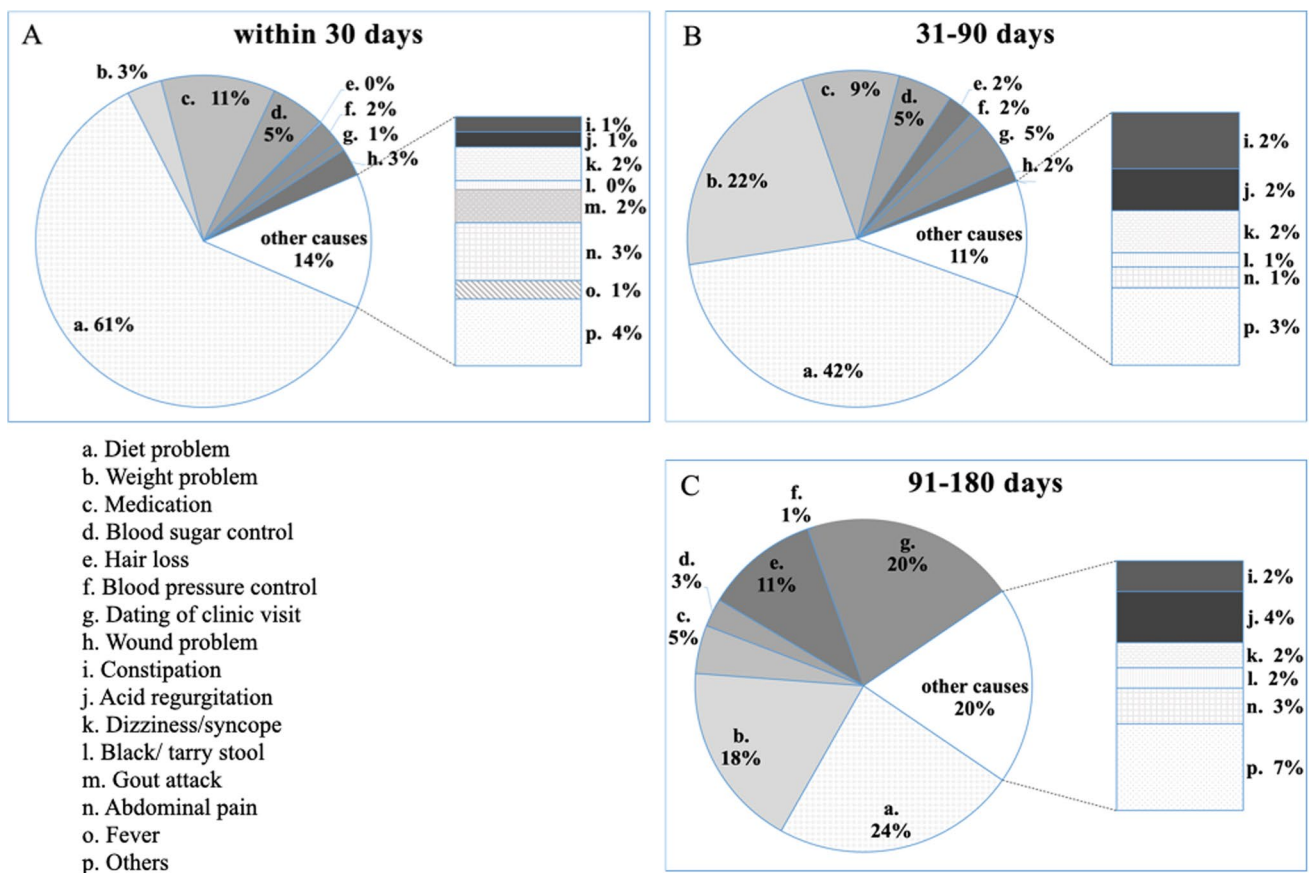 A
within 30 days
b. 3%
c. 11%
d.
5%
e. 0%
f. 2%
g. 1%
h. 3%
other causes
14%
a. 61%
i. 1%
j. 1%
k. 2%
l. 0%
m. 2%
n. 3%
o. 1%
p. 4%
B
31-90 days
c. 9%
d.
5%
e. 2%
f. 2%
g. 5%
h. 2%
b. 22%
other causes
11%
a. 42%
i. 2%
j. 2%
k. 2%
l. 1%
n. 1%
p. 3%
a. Diet problem
b. Weight problem
c. Medication
d. Blood sugar control
e. Hair loss
f. Blood pressure control
g. Dating of clinic visit
h. Wound problem
i. Constipation
j. Acid regurgitation
k. Dizziness/syncope
l. Black/ tarry stool
m. Gout attack
n. Abdominal pain
o. Fever
p. Others
C
91-180 days
f.
1%
g.
20%
d.
3%
e.
11%
c.
5%
other causes
20%
b.
18%
a.
24%
i. 2%
j. 4%
k. 2%
l. 2%
n. 3%
p. 7%